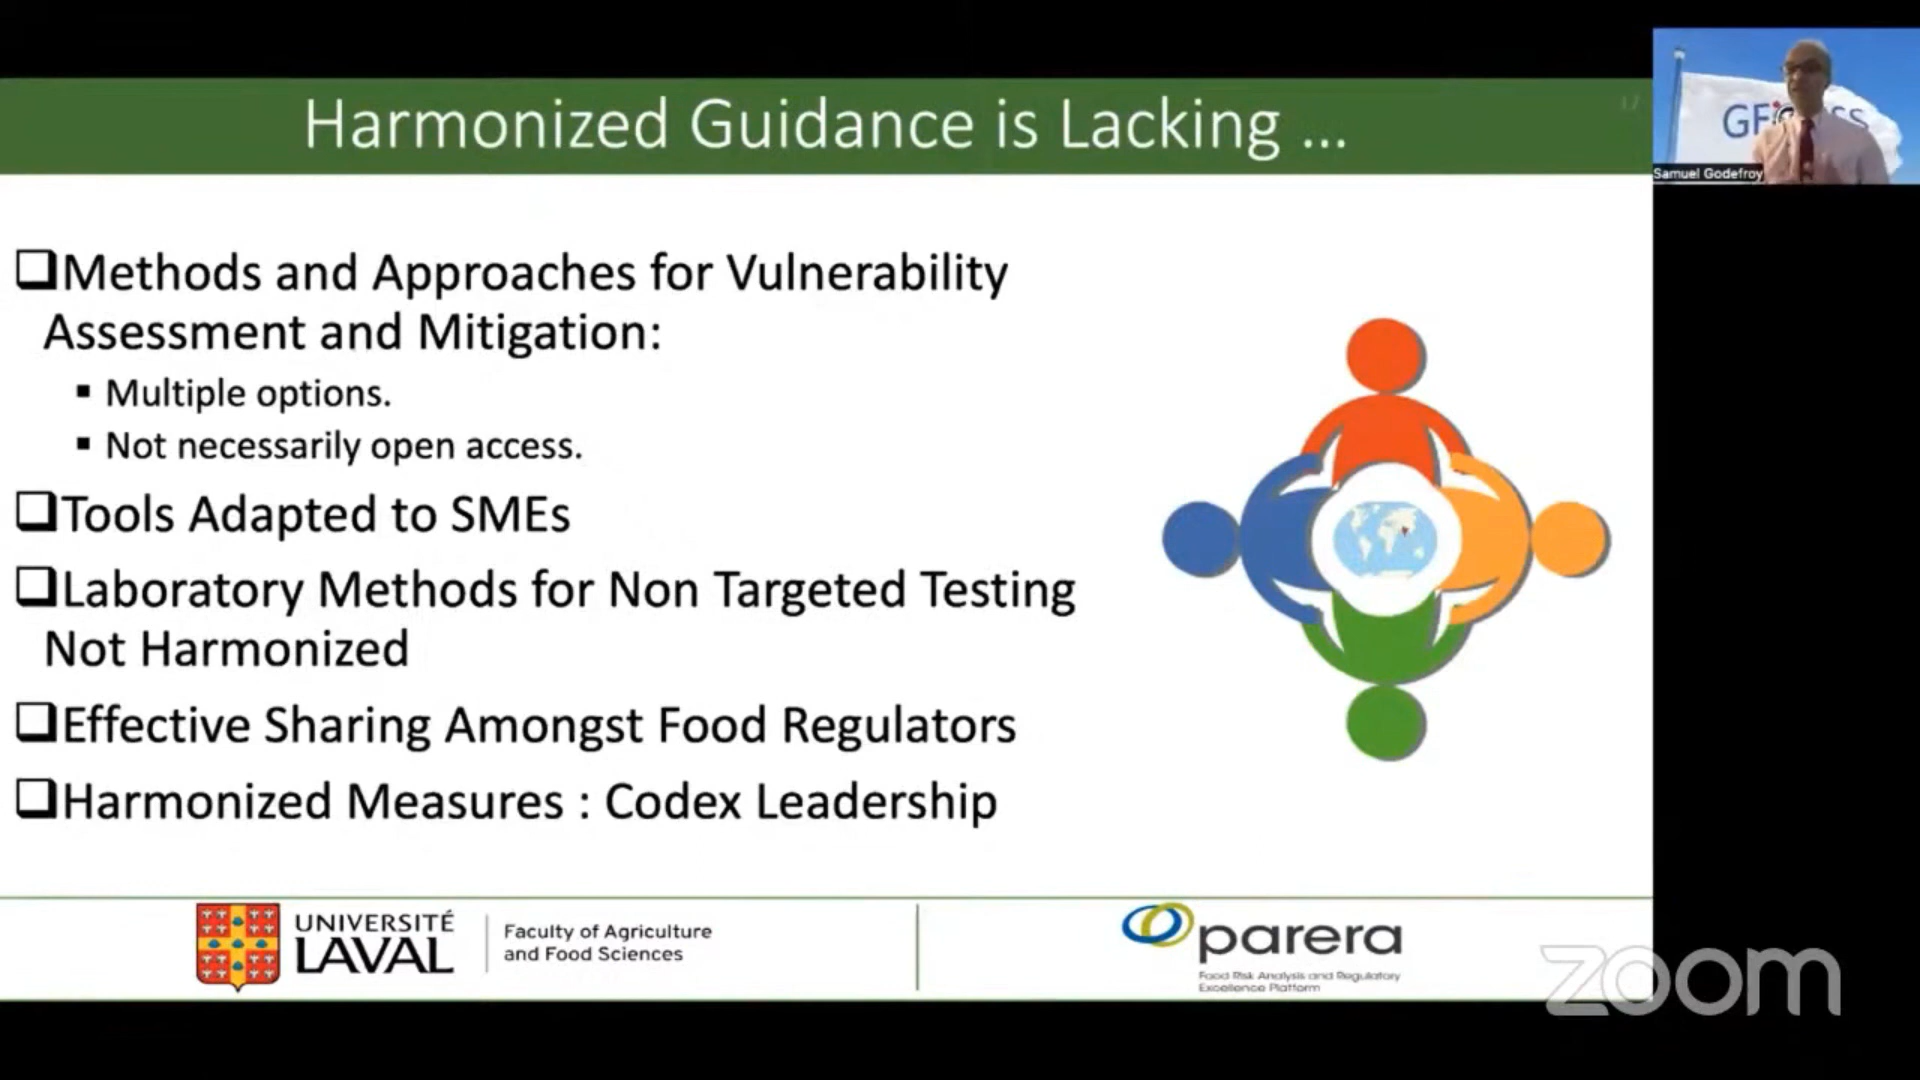 Harmonized Guidance is Lacking ...
17
Samuel Godefroy
Methods and Approaches for Vulnerability
Assessment and Mitigation:
Multiple options.
Not necessarily open access.
Tools Adapted to SMEs
Laboratory Methods for Non Targeted Testing
Not Harmonized
Effective Sharing Amongst Food Regulators
Harmonized Measures : Codex Leadership
UNIVERSITÉ
LAVAL
Faculty of Agriculture
and Food Sciences
parera
Food Risk Analysis and Regulatory
Excellence Platform
zoom